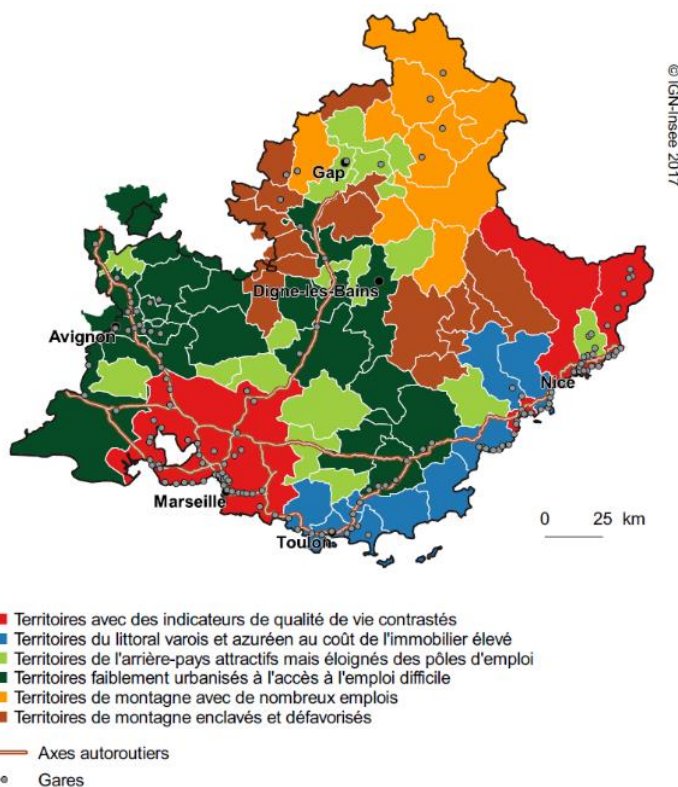 © IGN-Insee 2017
Gap
Digne-les-Bains
Avignon
Nice
Marseille
Toulon
0 25 km
Territoires avec des indicateurs de qualité de vie contrastés
Territoires du littoral varois et azuréen au coût de l'immobilier élevé
Territoires de l'arrière-pays attractifs mais éloignés des pôles d'emploi
Territoires faiblement urbanisés à l'accès à l'emploi difficile
Territoires de montagne avec de nombreux emplois
Territoires de montagne enclavés et défavorisés
Axes autoroutiers
Gares